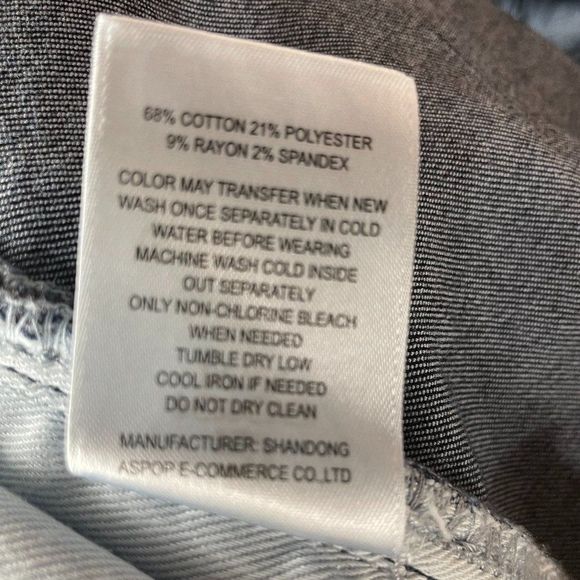 68% COTTON 21% POLYESTER
9% RAYON 2% SPANDEX
COLOR MAY TRANSFER WHEN NEW
WASH ONCE SEPARATELY IN COLD
WATER BEFORE WEARING
MACHINE WASH COLD INSIDE
OUT SEPARATELY
ONLY NON-CHLORINE BLEACH
WHEN NEEDED
TUMBLE DRY LOW
COOL IRON IF NEEDED
DO NOT DRY CLEAN
MANUFACTURER: SHANDONG
ASPOP E-COMMERCE CO.,LTD